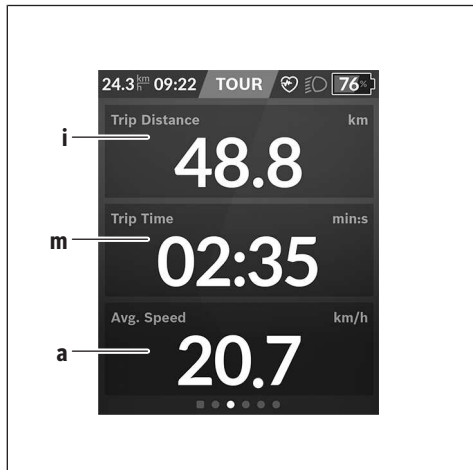 24.3 km/h 09:22 TOUR 76%
Trip Distance km
i
48.8
Trip Time min:s
m
02:35
Avg. Speed km/h
a
20.7